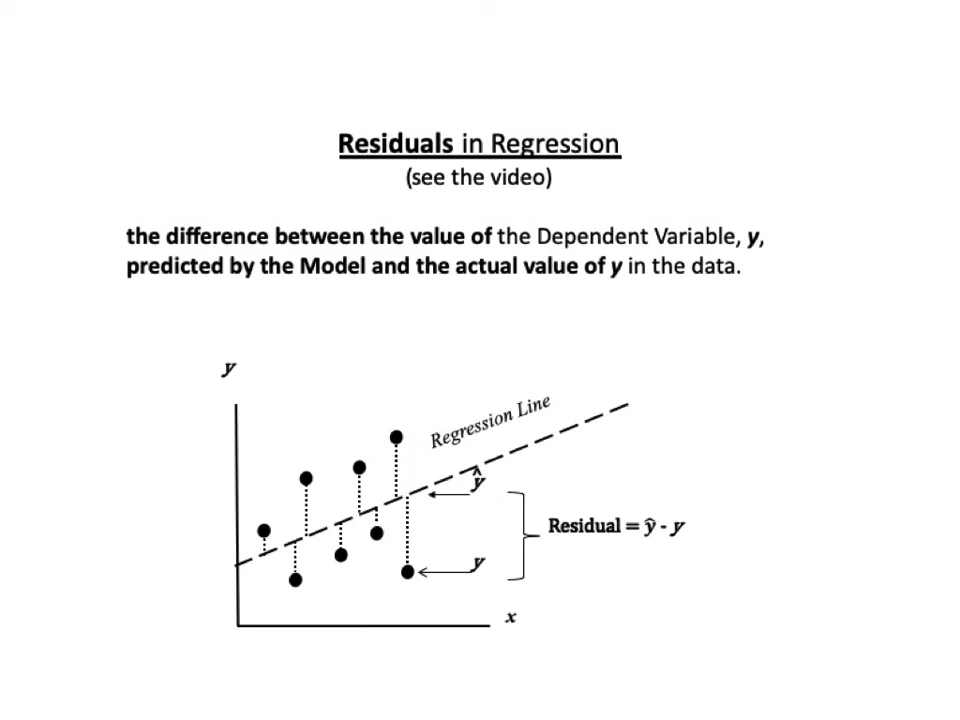 Residuals in Regression
(see the video)
the difference between the value of the Dependent Variable, y,
predicted by the Model and the actual value of y in the data.
y
Regression Line
ŷ
Residual = ŷ - y
y
x